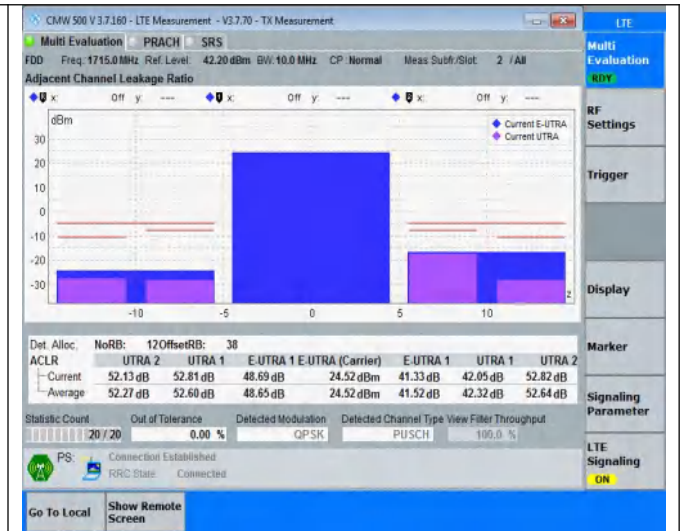 CMW 500 V 3.7.160 - LTE Measurement - V3.7.70 - TX Measurement
LTE
Multi Evaluation PRACH SRS
Multi Evaluation
RDY
FDD Freq.:1715.0 MHz Ref. Level: 42.20 dBm BW: 10.0 MHz CP: Normal Meas Subfr./Slot: 2 / All
Adjacent Channel Leakage Ratio
x: Off y: --- x: Off y: --- x: Off y: ---
dBm
Current E-UTRA
Current UTRA
30
20
10
0
-10
-20
-30
-10 -5 0 5 10
2
RF Settings
Trigger
Display
Marker
Signaling Parameter
LTE Signaling
ON
Det. Alloc. NoRB: 12 OffsetRB: 38
ACLR UTRA 2 UTRA 1 E-UTRA 1 E-UTRA (Carrier) E-UTRA 1 UTRA 1 UTRA 2
Current 52.13 dB 52.81 dB 48.69 dB 24.52 dBm 41.33 dB 42.05 dB 52.82 dB
Average 52.27 dB 52.60 dB 48.65 dB 24.52 dBm 41.52 dB 42.32 dB 52.64 dB
Statistic Count Out of Tolerance Detected Modulation Detected Channel Type View Filter Throughput
20 / 20 0.00 % QPSK PUSCH 100.0 %
PS: Connection Established
RRC State Connected
Go To Local
Show Remote Screen